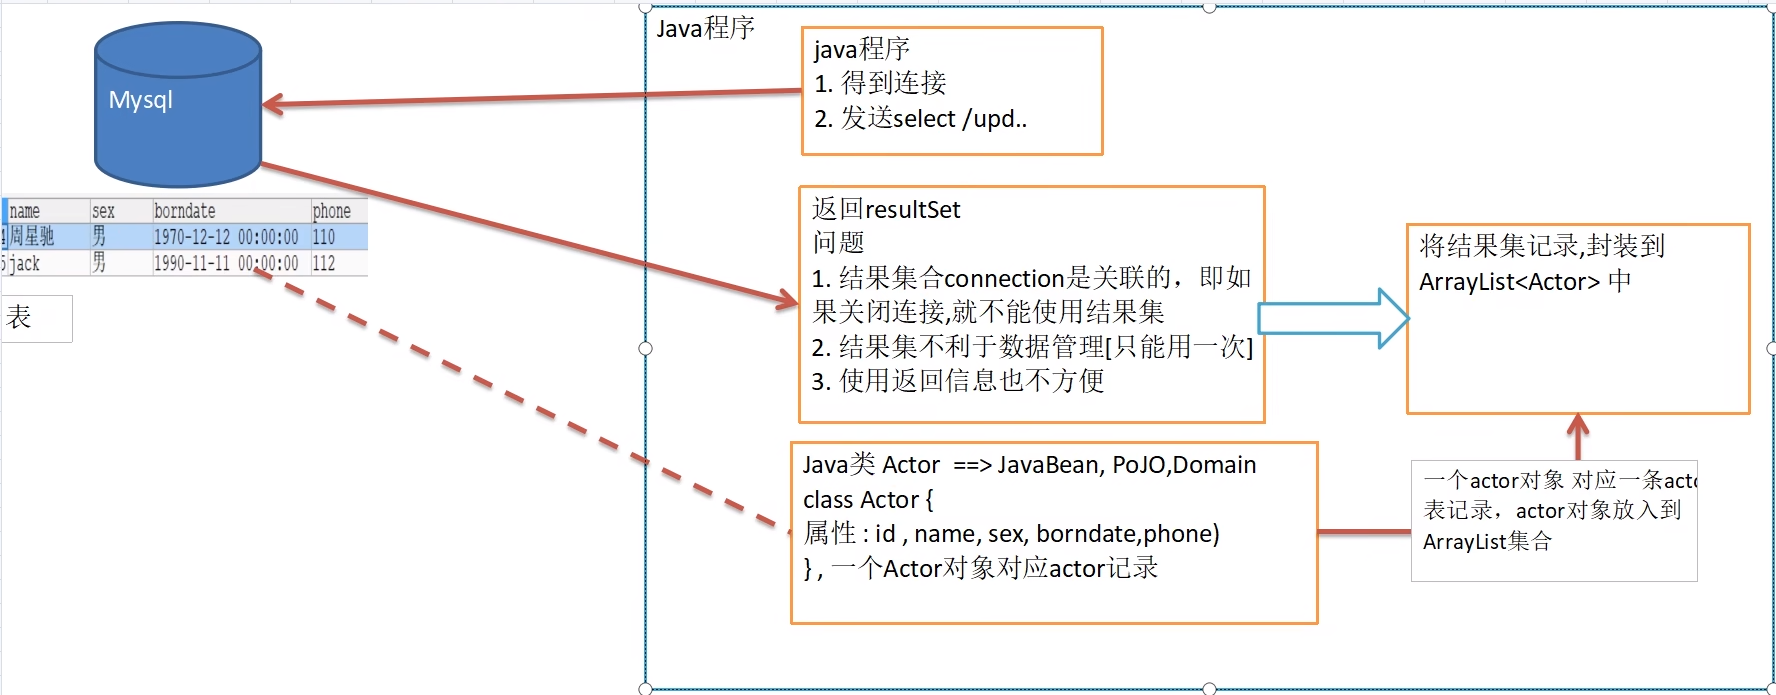 Java程序
java程序
1. 得到连接
2. 发送select /upd..
Mysql
name sex borndate phone
4 周星驰 男 1970-12-12 00:00:00 110
5 jack 男 1990-11-11 00:00:00 112
表
返回resultSet
问题
1. 结果集合connection是关联的，即如
果关闭连接,就不能使用结果集
2. 结果集不利于数据管理[只能用一次]
3. 使用返回信息也不方便
将结果集记录,封装到
ArrayList<Actor> 中
Java类 Actor ==> JavaBean, PoJO,Domain
class Actor {
属性 : id , name, sex, borndate,phone)
} , 一个Actor对象对应actor记录
一个actor对象 对应一条acto
表记录，actor对象放入到
ArrayList集合